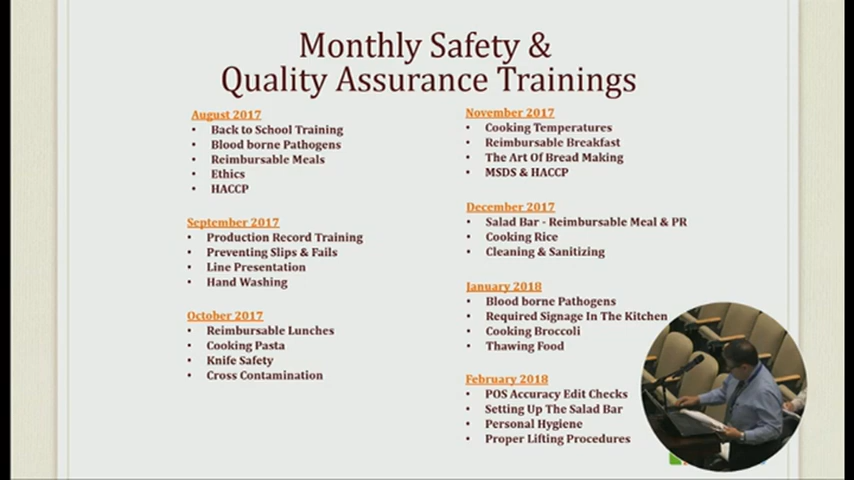 Monthly Safety &
Quality Assurance Trainings
August 2017
• Back to School Training
• Blood borne Pathogens
• Reimbursable Meals
• Ethics
• HACCP
September 2017
• Production Record Training
• Preventing Slips & Fails
• Line Presentation
• Hand Washing
October 2017
• Reimbursable Lunches
• Cooking Pasta
• Knife Safety
• Cross Contamination
November 2017
• Cooking Temperatures
• Reimbursable Breakfast
• The Art Of Bread Making
• MSDS & HACCP
December 2017
• Salad Bar - Reimbursable Meal & PR
• Cooking Rice
• Cleaning & Sanitizing
January 2018
• Blood borne Pathogens
• Required Signage In The Kitchen
• Cooking Broccoli
• Thawing Food
February 2018
• POS Accuracy Edit Checks
• Setting Up The Salad Bar
• Personal Hygiene
• Proper Lifting Procedures